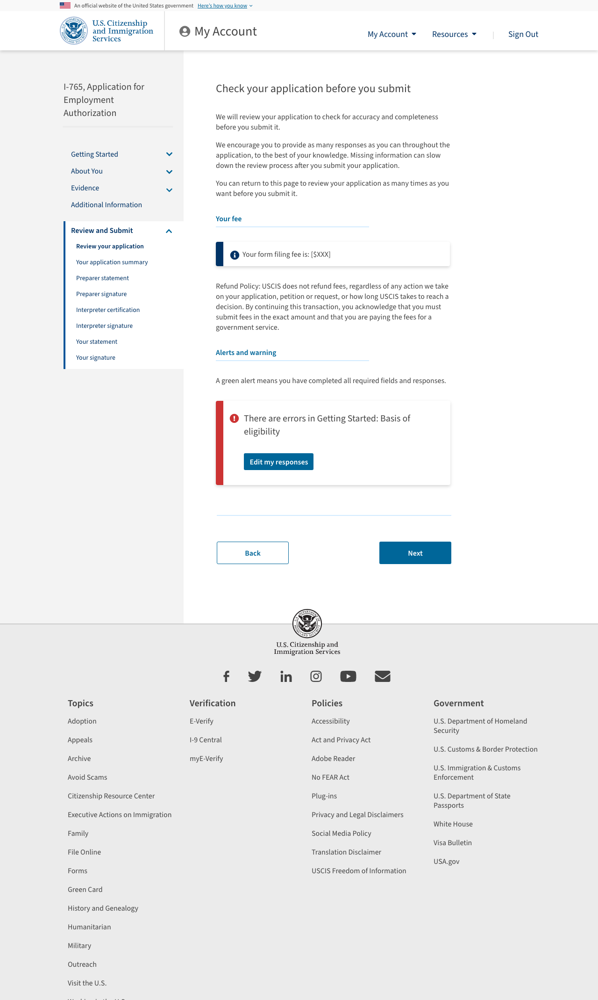 An official website of the United States government Here's how you know
U.S. Citizenship
and Immigration
Services
My Account
My Account
Resources
Sign Out
I-765, Application for
Employment
Authorization
Getting Started
About You
Evidence
Additional Information
Review and Submit
Review your application
Your application summary
Preparer statement
Preparer signature
Interpreter certification
Interpreter signature
Your statement
Your signature
Check your application before you submit
We will review your application to check for accuracy and completeness
before you submit it.
We encourage you to provide as many responses as you can throughout the
application, to the best of your knowledge. Missing information can slow
down the review process after you submit your application.
You can return to this page to review your application as many times as you
want before you submit it.
Your fee
Your form filing fee is: [$XXX]
Refund Policy: USCIS does not refund fees, regardless of any action we take
on your application, petition or request, or how long USCIS takes to reach a
decision. By continuing this transaction, you acknowledge that you must
submit fees in the exact amount and that you are paying the fees for a
government service.
Alerts and warning
A green alert means you have completed all required fields and responses.
There are errors in Getting Started: Basis of
eligibility
Edit my responses
Back
Next
U.S. DEPARTMENT OF
HOMELAND SECURITY
U.S. Citizenship and
Immigration Services
Topics
Adoption
Appeals
Archive
Avoid Scams
Citizenship Resource Center
Executive Actions on Immigration
Family
File Online
Forms
Green Card
History and Genealogy
Humanitarian
Military
Outreach
Visit the U.S.
Verification
E-Verify
I-9 Central
myE-Verify
Policies
Accessibility
Act and Privacy Act
Adobe Reader
No FEAR Act
Plug-ins
Privacy and Legal Disclaimers
Social Media Policy
Translation Disclaimer
USCIS Freedom of Information
Government
U.S. Department of Homeland
Security
U.S. Customs & Border Protection
U.S. Immigration & Customs
Enforcement
U.S. Department of State
Passports
White House
Visa Bulletin
USA.gov